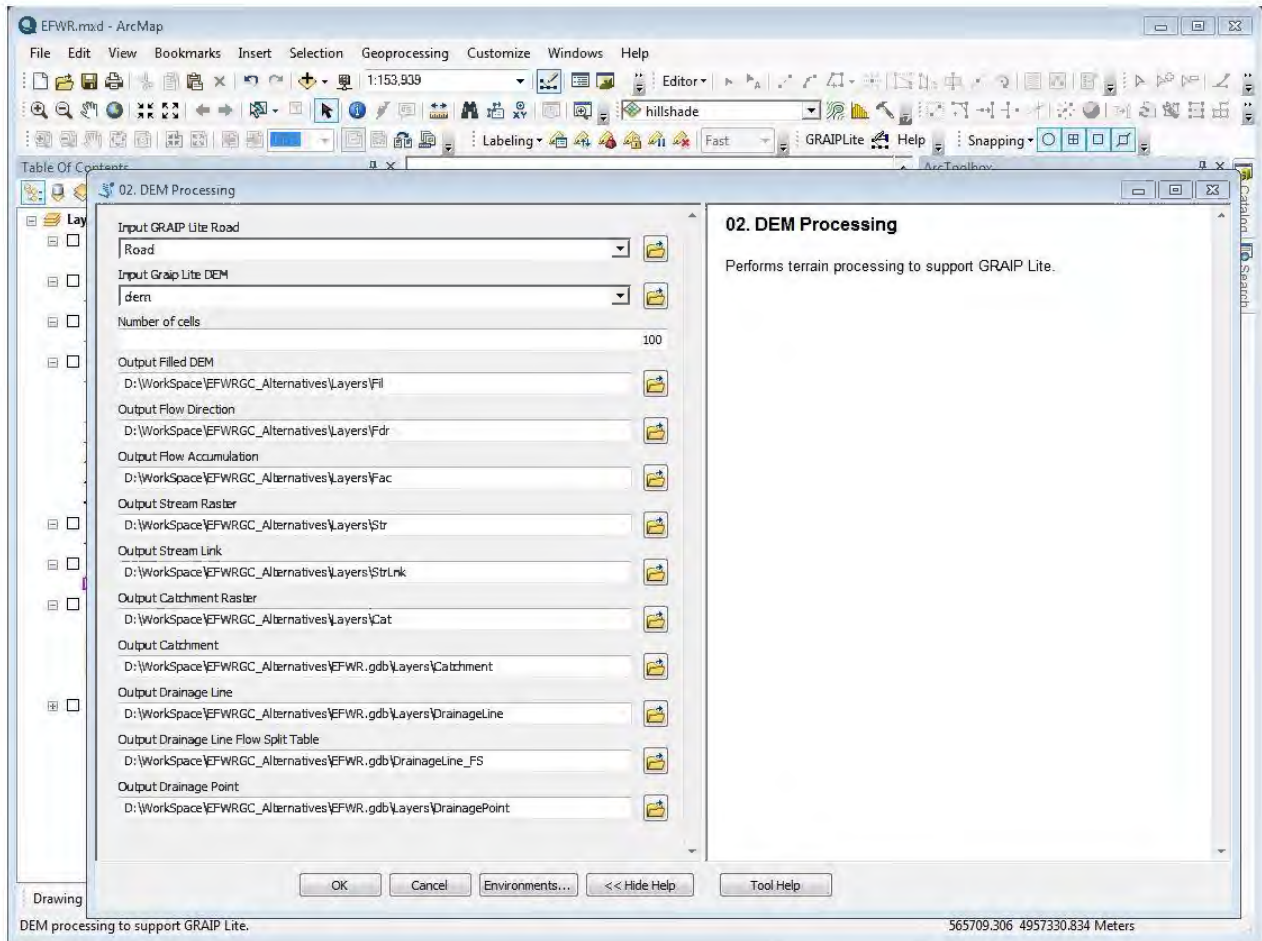 EFWR.mxd - ArcMap
File Edit View Bookmarks Insert Selection Geoprocessing Customize Windows Help
1:153,939 Editor
hillshade
Labeling Fast GRAIPLite Help Snapping
Table Of Contents ArcToolbox
02. DEM Processing
Catalog
Search
Lay
Input GRAIP Lite Road
Road
Input Graip Lite DEM
dem
Number of cells
100
Output Filled DEM
D:\WorkSpace\EFWRGC_Alternatives\Layers\Fil
Output Flow Direction
D:\WorkSpace\EFWRGC_Alternatives\Layers\Fdr
Output Flow Accumulation
D:\WorkSpace\EFWRGC_Alternatives\Layers\Fac
Output Stream Raster
D:\WorkSpace\EFWRGC_Alternatives\Layers\Str
Output Stream Link
D:\WorkSpace\EFWRGC_Alternatives\Layers\StrLnk
Output Catchment Raster
D:\WorkSpace\EFWRGC_Alternatives\Layers\Cat
Output Catchment
D:\WorkSpace\EFWRGC_Alternatives\EFWR.gdb\Layers\Catchment
Output Drainage Line
D:\WorkSpace\EFWRGC_Alternatives\EFWR.gdb\Layers\DrainageLine
Output Drainage Line Flow Split Table
D:\WorkSpace\EFWRGC_Alternatives\EFWR.gdb\DrainageLine_FS
Output Drainage Point
D:\WorkSpace\EFWRGC_Alternatives\EFWR.gdb\Layers\DrainagePoint
02. DEM Processing
Performs terrain processing to support GRAIP Lite.
OK Cancel Environments... << Hide Help Tool Help
Drawing
DEM processing to support GRAIP Lite. 565709.306 4957330.834 Meters